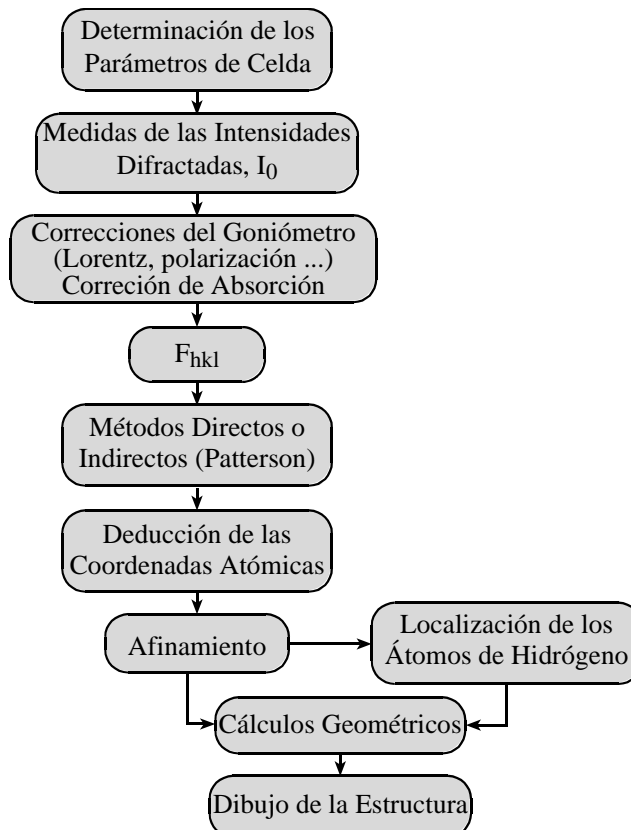 Determinación de los
Parámetros de Celda
Medidas de las Intensidades
Difractadas, I0
Correcciones del Goniómetro
(Lorentz, polarización ...)
Correción de Absorción
Fhkl
Métodos Directos o
Indirectos (Patterson)
Deducción de las
Coordenadas Atómicas
Afinamiento
Localización de los
Átomos de Hidrógeno
Cálculos Geométricos
Dibujo de la Estructura